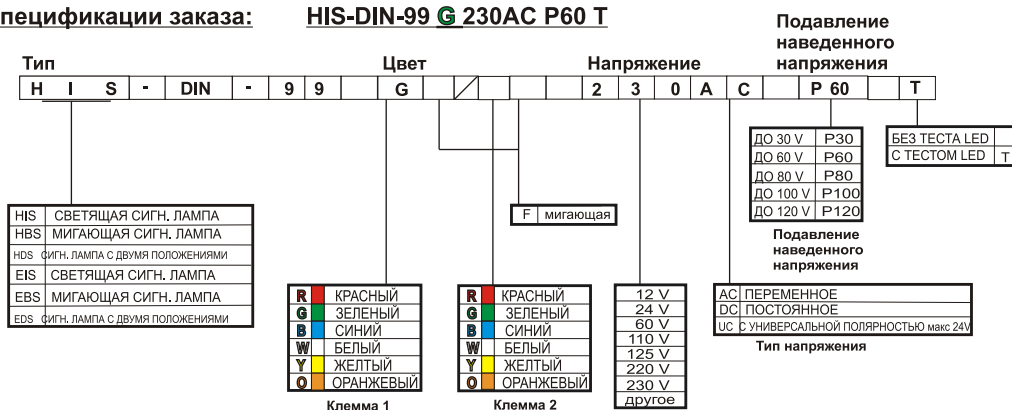 пецификации заказа: HIS-DIN-99 G 230AC P60 T
Подавление
наведенного
напряжения
Тип Цвет Напряжение
H I S - DIN - 9 9 G / 2 3 0 A C P 60 T
ДО 30 V P30
ДО 60 V P60
ДО 80 V P80
ДО 100 V P100
ДО 120 V P120
Подавление
наведенного
напряжения
БЕЗ ТЕСТА LED
С ТЕСТОМ LED T
F мигающая
HIS СВЕТЯЩАЯ СИГН. ЛАМПА
HBS МИГАЮЩАЯ СИГН. ЛАМПА
HDS СИГН. ЛАМПА С ДВУМЯ ПОЛОЖЕНИЯМИ
EIS СВЕТЯЩАЯ СИГН. ЛАМПА
EBS МИГАЮЩАЯ СИГН. ЛАМПА
EDS СИГН. ЛАМПА С ДВУМЯ ПОЛОЖЕНИЯМИ
R КРАСНЫЙ
G ЗЕЛЕНЫЙ
B СИНИЙ
W БЕЛЫЙ
Y ЖЕЛТЫЙ
O ОРАНЖЕВЫЙ
Клемма 1
R КРАСНЫЙ
G ЗЕЛЕНЫЙ
B СИНИЙ
W БЕЛЫЙ
Y ЖЕЛТЫЙ
O ОРАНЖЕВЫЙ
Клемма 2
12 V
24 V
60 V
110 V
125 V
220 V
230 V
другое
AC ПЕРЕМЕННОЕ
DC ПОСТОЯННОЕ
UC С УНИВЕРСАЛЬНОЙ ПОЛЯРНОСТЬЮ макс 24V
Тип напряжения